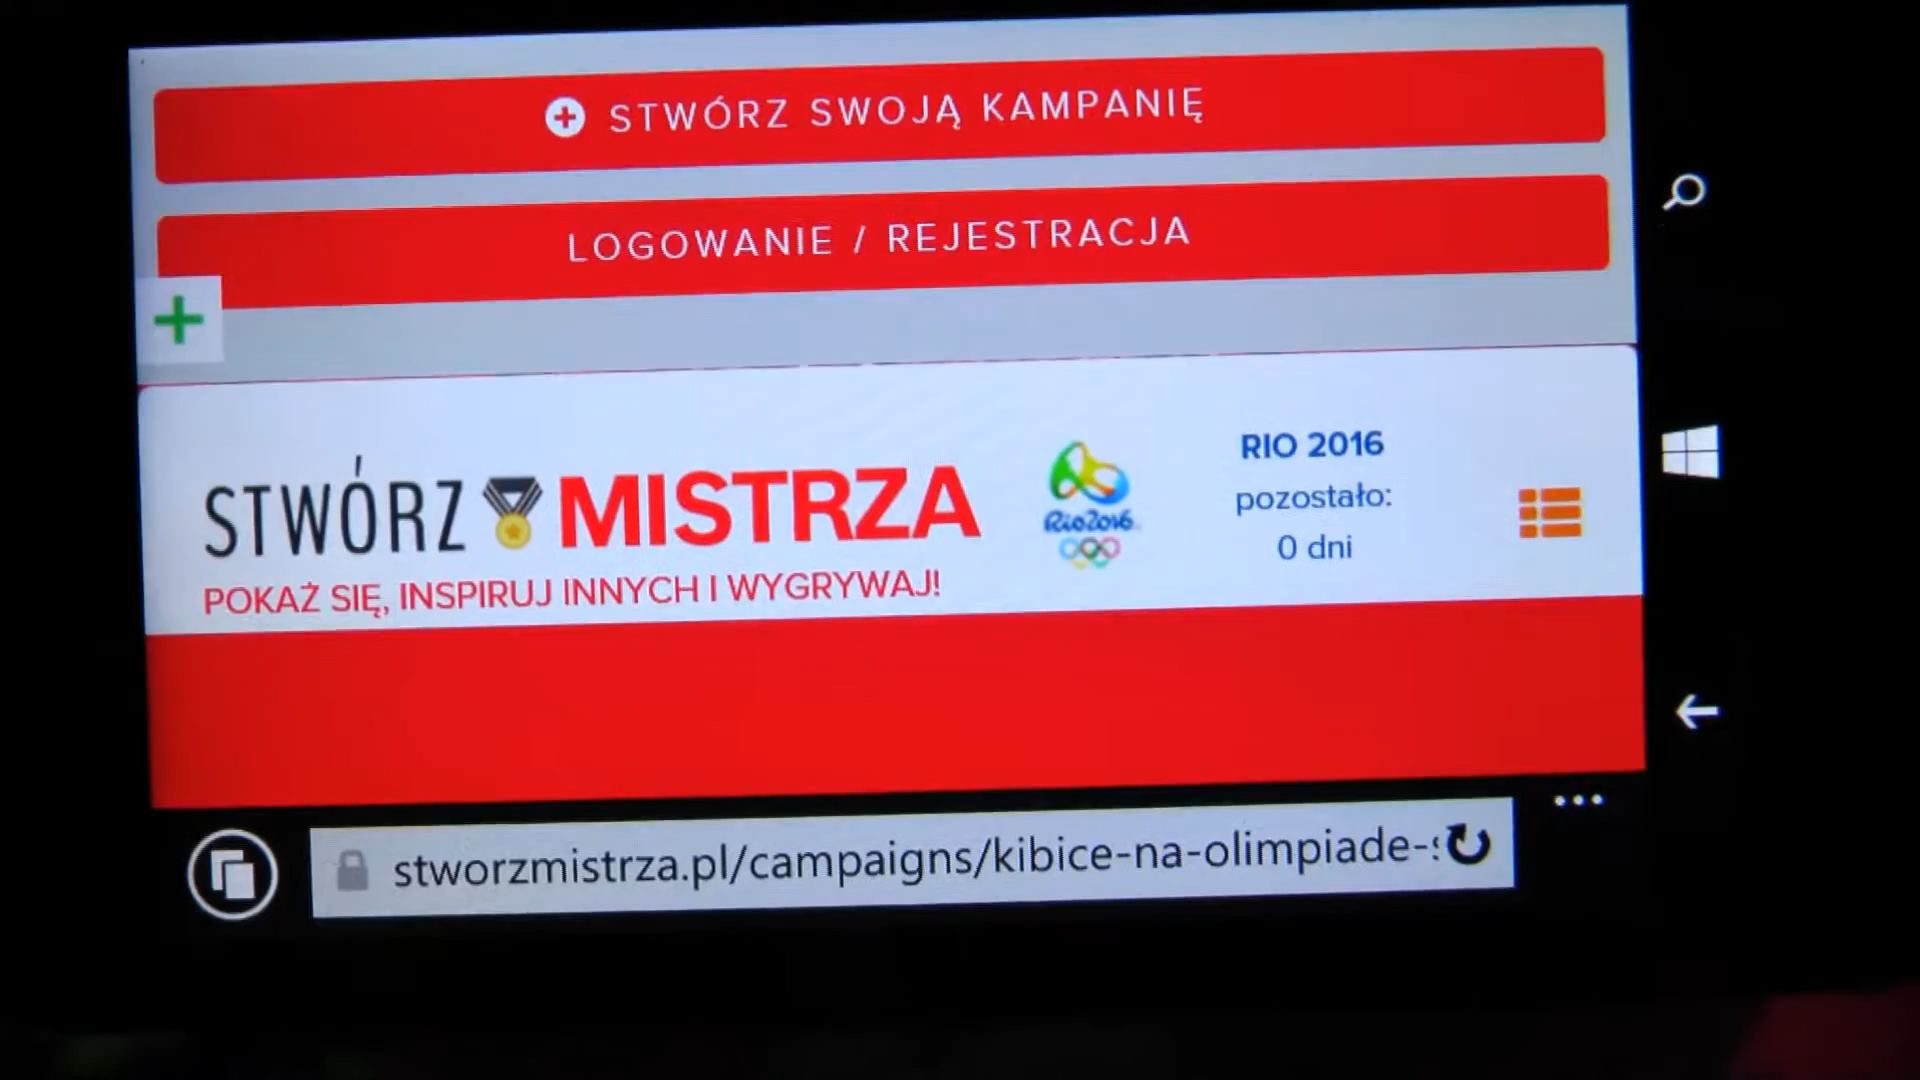 STWÓRZ SWOJĄ KAMPANIĘ
LOGOWANIE / REJESTRACJA
STWÓRZ MISTRZA
POKAŻ SIĘ, INSPIRUJ INNYCH I WYGRYWAJ!
Rio2016
RIO 2016
pozostało:
0 dni
stworzmistrza.pl/campaigns/kibice-na-olimpiade-